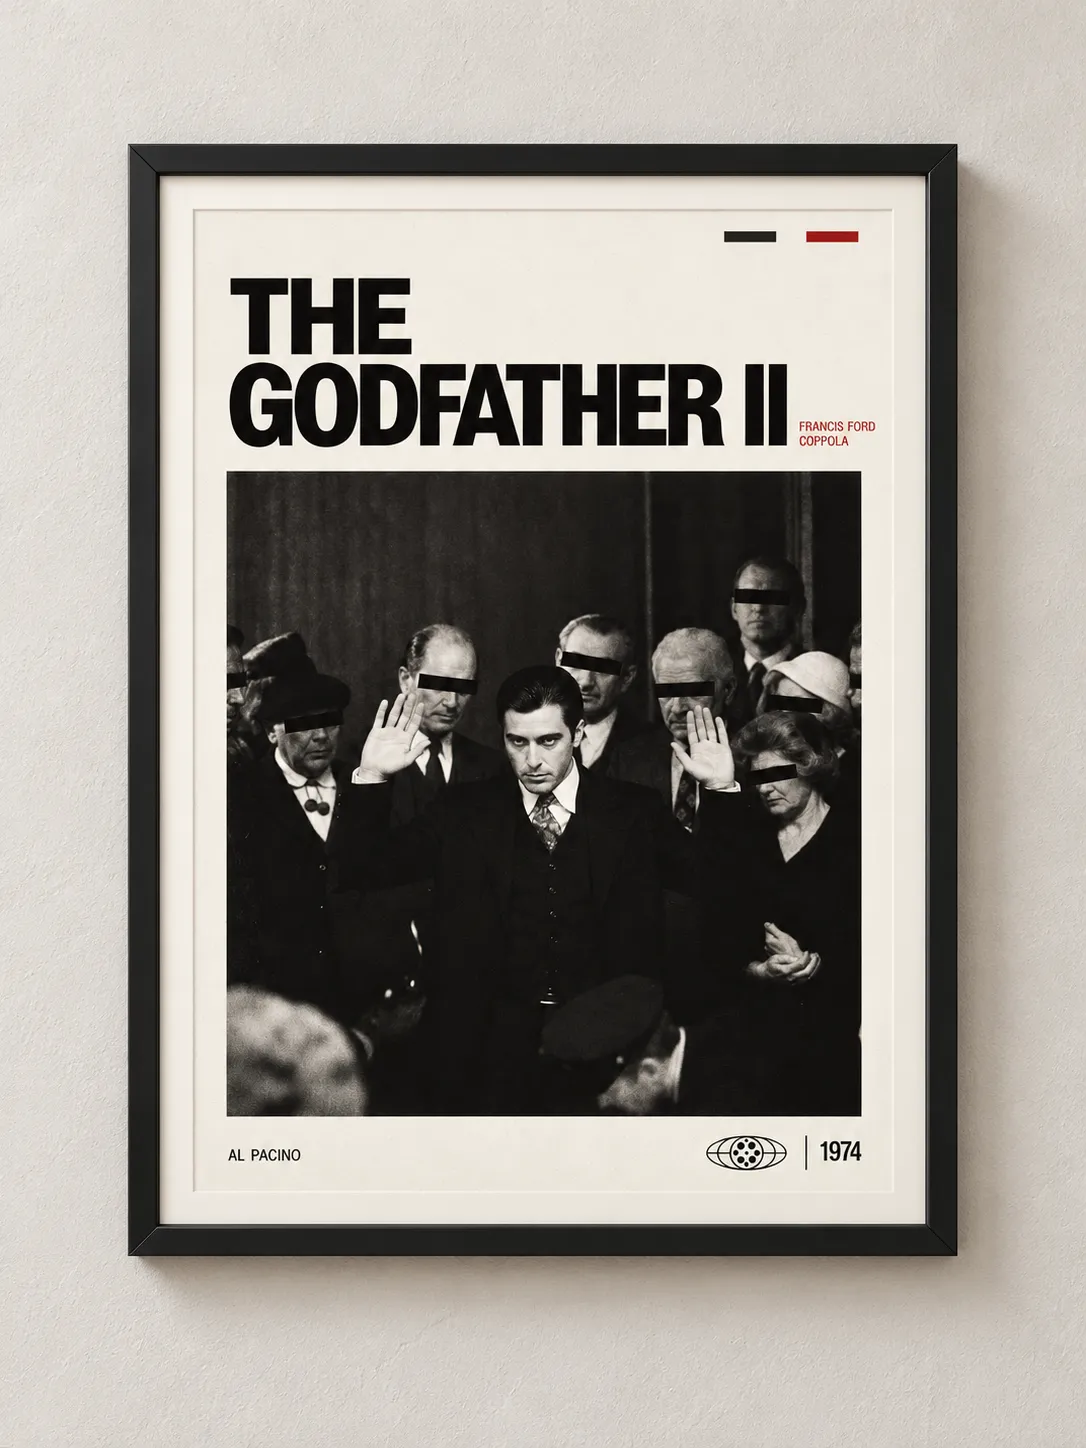 THE
GODFATHER II
FRANCIS FORD
COPPOLA
AL PACINO
1974